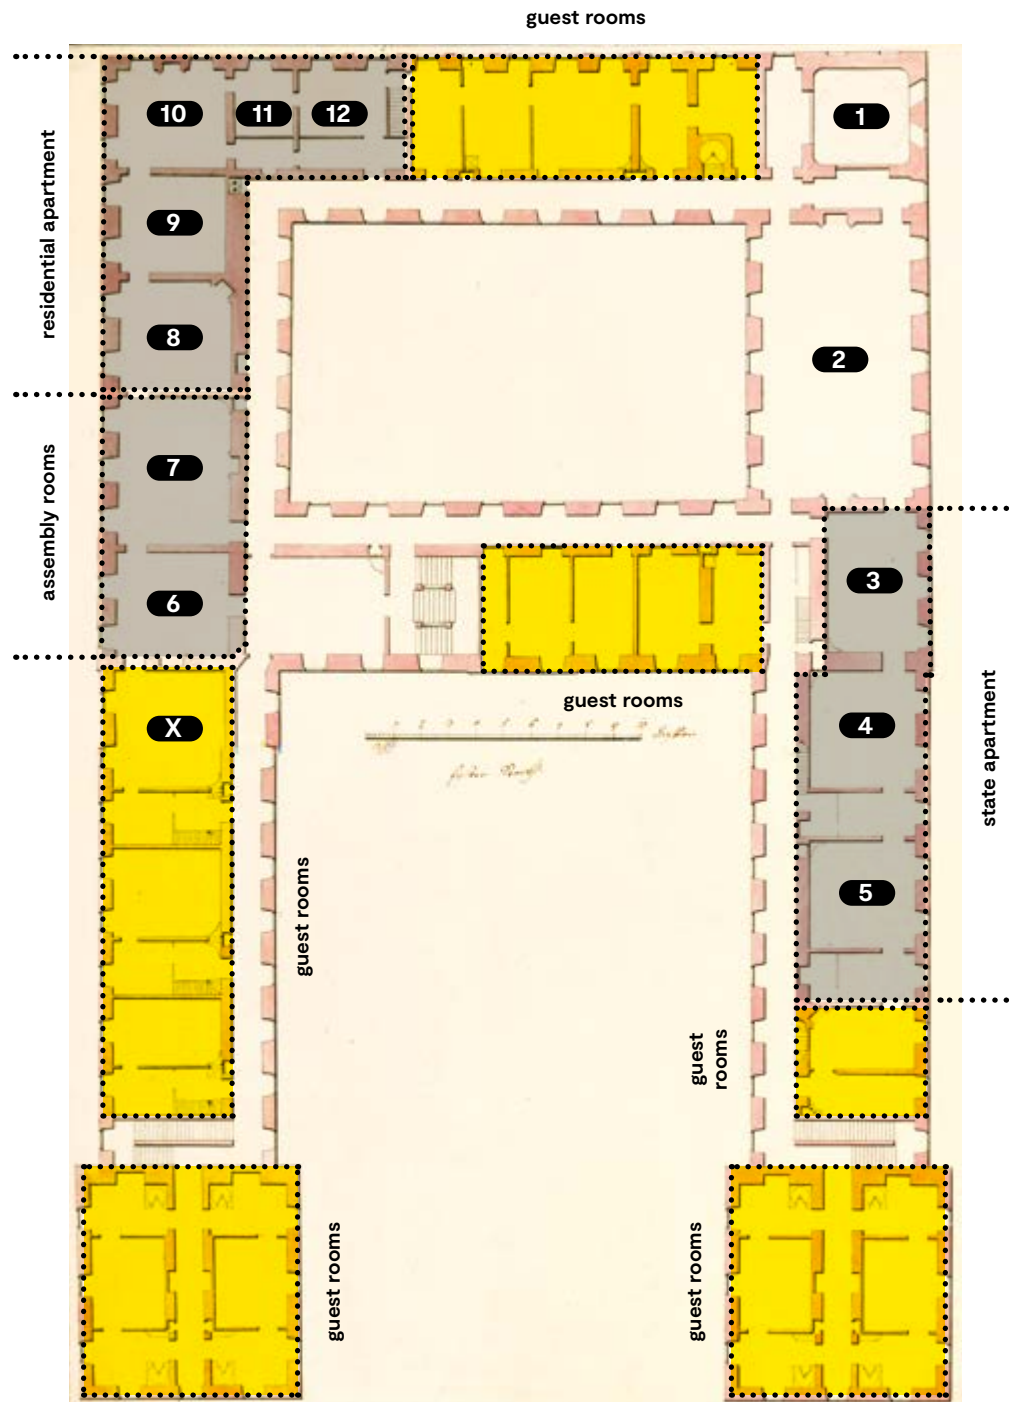 guest rooms
10
11
12
1
residential apartment
9
8
2
assembly rooms
7
6
3
guest rooms
X
4
state apartment
5
guest rooms
guest
rooms
guest rooms
guest rooms